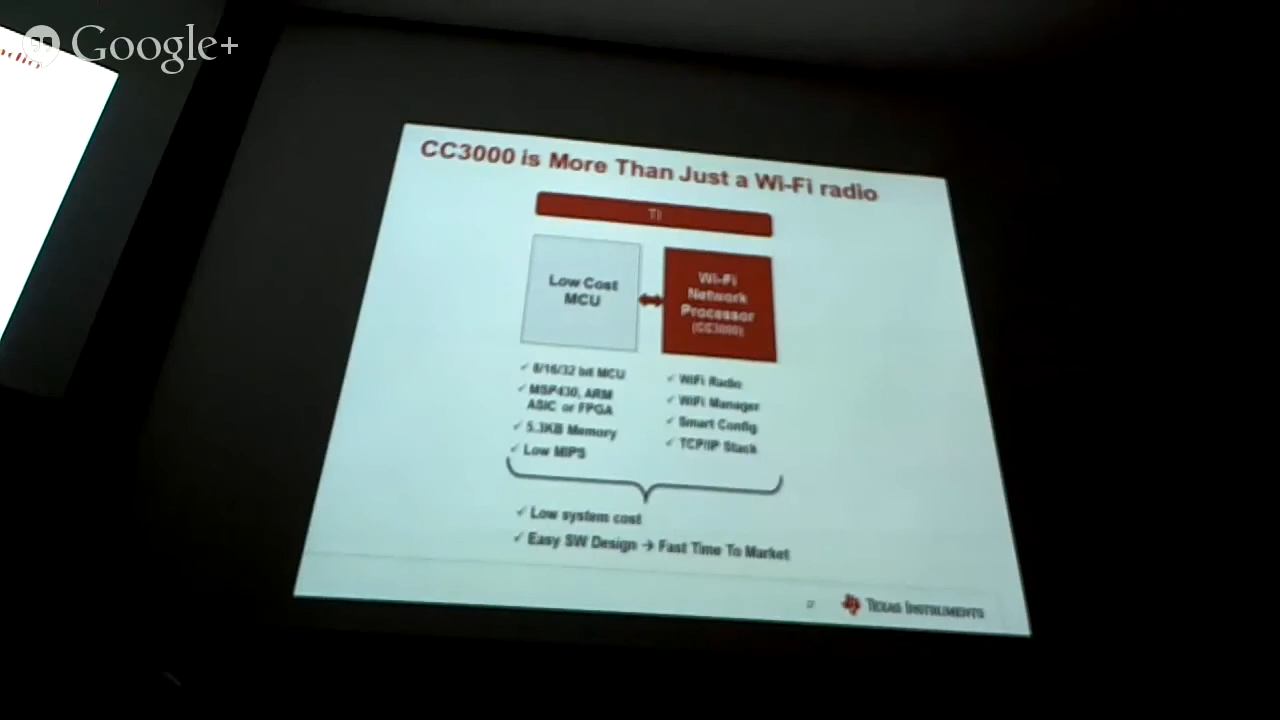 Google+
CC3000 is More Than Just a Wi-Fi radio
TI
Low Cost
MCU
Wi-Fi
Network
Processor
(CC3000)
✓ 8/16/32 bit MCU
✓ MSP430, ARM
ASIC or FPGA
✓ 5.3KB Memory
✓ Low MIPS
✓ WiFi Radio
✓ WiFi Manager
✓ Smart Config
✓ TCP/IP Stack
✓ Low system cost
✓ Easy SW Design → Fast Time To Market
TEXAS INSTRUMENTS